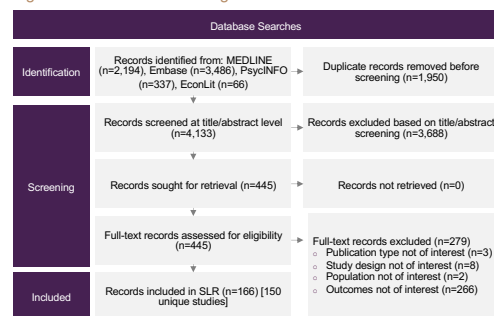 Database Searches
Identification
Records identified from: MEDLINE
(n=2,194), Embase (n=3,486), PsycINFO
(n=337), EconLit (n=66)
Duplicate records removed before
screening (n=1,950)
Screening
Records screened at title/abstract level
(n=4,133)
Records excluded based on title/abstract
screening (n=3,688)
Records sought for retrieval (n=445)
Records not retrieved (n=0)
Full-text records assessed for eligibility
(n=445)
Full-text records excluded (n=279)
○ Publication type not of interest (n=3)
○ Study design not of interest (n=8)
○ Population not of interest (n=2)
○ Outcomes not of interest (n=266)
Included
Records included in SLR (n=166) [150
unique studies]